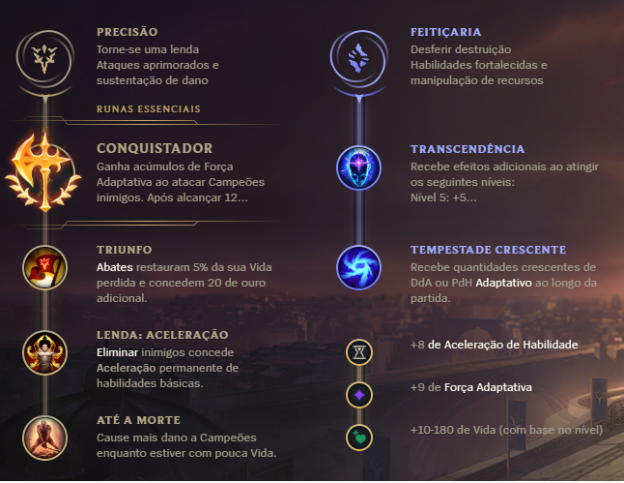 PRECISÃO
Torne-se uma lenda
Ataques aprimorados e
sustentação de dano
RUNAS ESSENCIAIS
CONQUISTADOR
Ganha acúmulos de Força
Adaptativa ao atacar Campeões
inimigos. Após alcançar 12...
TRIUNFO
Abates restauram 5% da sua Vida
perdida e concedem 20 de ouro
adicional.
LENDA: ACELERAÇÃO
Eliminar inimigos concede
Aceleração permanente de
habilidades básicas.
ATÉ A MORTE
Cause mais dano a Campeões
enquanto estiver com pouca Vida.
FEITIÇARIA
Desferir destruição
Habilidades fortalecidas e
manipulação de recursos
TRANSCENDÊNCIA
Recebe efeitos adicionais ao atingir
os seguintes níveis:
Nível 5: +5...
TEMPESTADE CRESCENTE
Recebe quantidades crescentes de
DdA ou PdH Adaptativo ao longo da
partida.
+8 de Aceleração de Habilidade
+9 de Força Adaptativa
+10-180 de Vida (com base no nível)